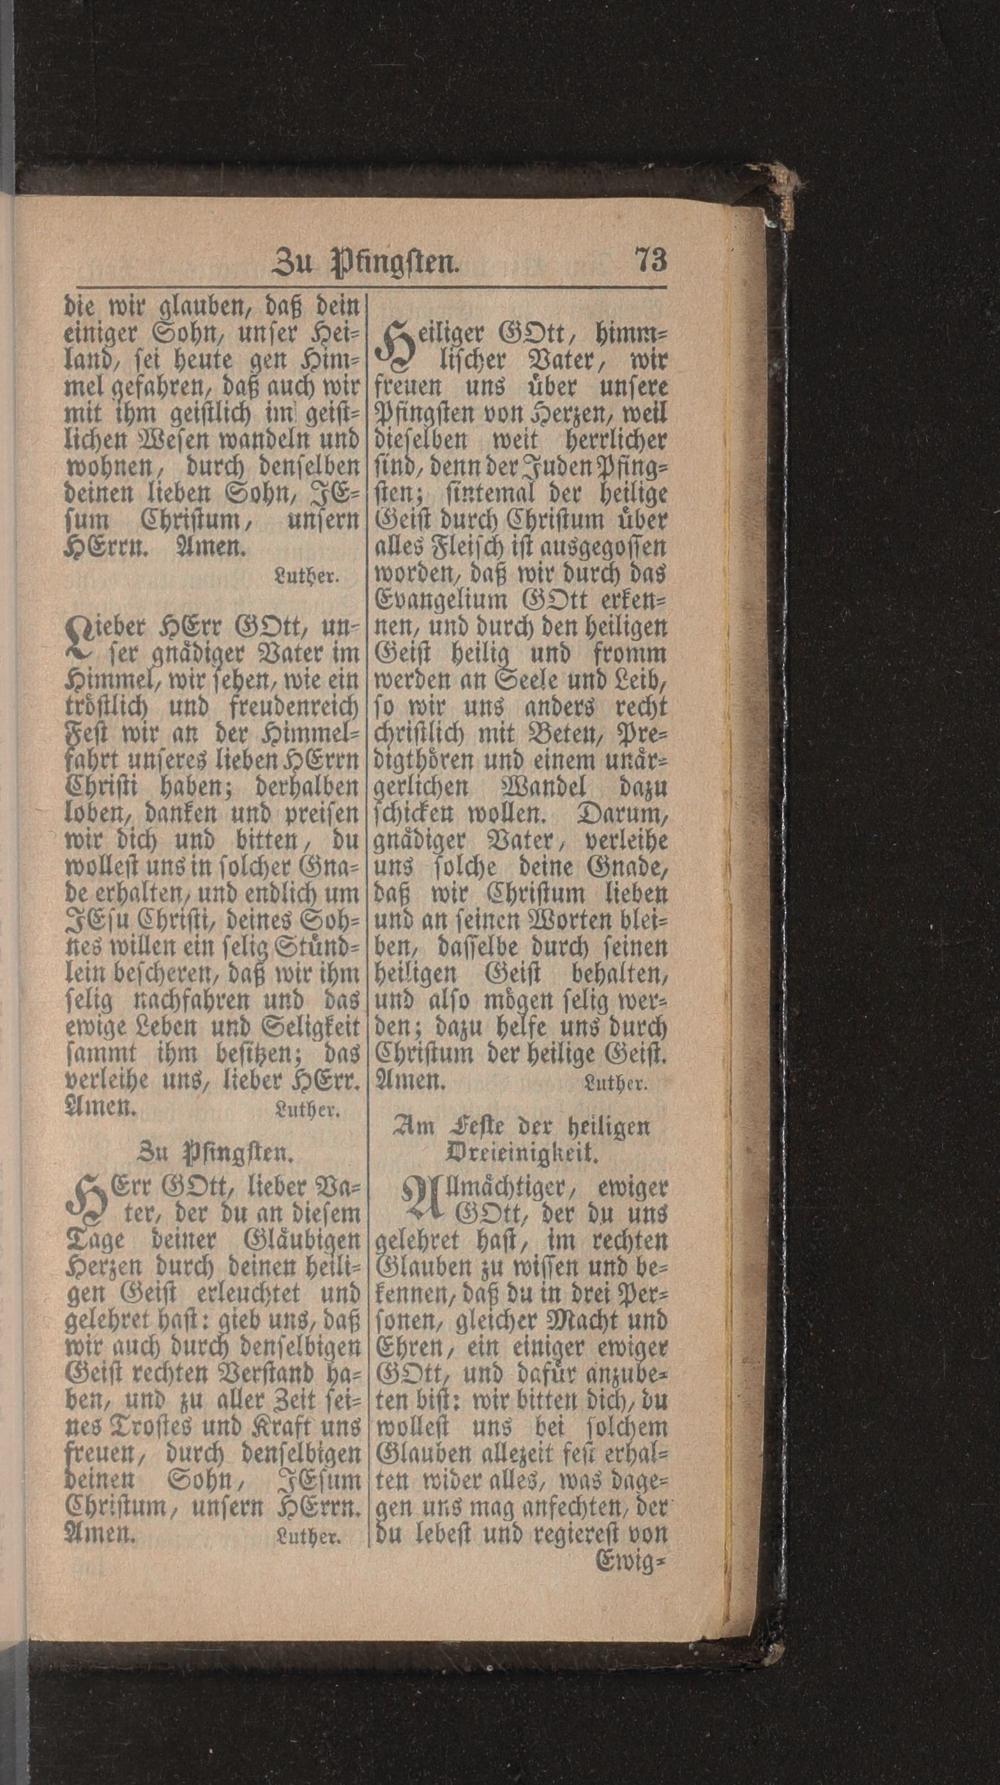 Zu Pfingsten. 73
die wir glauben, daß dein
einiger Sohn, unser Hei-
land, sei heute gen Him-
mel gefahren, daß auch wir
mit ihm geistlich im geist-
lichen Wesen wandeln und
wohnen, durch denselben
deinen lieben Sohn, JE-
sum Christum, unsern
HErrn. Amen.
Luther.
Lieber HErr GOtt, un-
ser gnädiger Vater im
Himmel, wir sehen, wie ein
tröstlich und freudenreich
Fest wir an der Himmel-
fahrt unseres lieben HErrn
Christi haben; derhalben
loben, danken und preisen
wir dich und bitten, du
wollest uns in solcher Gna-
de erhalten, und endlich um
JEsu Christi, deines Soh-
nes willen ein selig Stünd-
lein bescheren, daß wir ihm
selig nachfahren und das
ewige Leben und Seligkeit
sammt ihm besitzen; das
verleihe uns, lieber HErr.
Amen. Luther.
Zu Pfingsten.
HErr GOtt, lieber Va-
ter, der du an diesem
Tage deiner Gläubigen
Herzen durch deinen heili-
gen Geist erleuchtet und
gelehret hast: gieb uns, daß
wir auch durch denselbigen
Geist rechten Verstand ha-
ben, und zu aller Zeit sei-
nes Trostes und Kraft uns
freuen, durch denselbigen
deinen Sohn, JEsum
Christum, unsern HErrn.
Amen. Luther.
Heiliger GOtt, himm-
lischer Vater, wir
freuen uns über unsere
Pfingsten von Herzen, weil
dieselben weit herrlicher
sind, denn der Juden Pfing-
sten; sintemal der heilige
Geist durch Christum über
alles Fleisch ist ausgegossen
worden, daß wir durch das
Evangelium GOtt erken-
nen, und durch den heiligen
Geist heilig und fromm
werden an Seele und Leib,
so wir uns anders recht
christlich mit Beten, Pre-
digthören und einem unär-
gerlichen Wandel dazu
schicken wollen. Darum,
gnädiger Vater, verleihe
uns solche deine Gnade,
daß wir Christum lieben
und an seinen Worten blei-
ben, dasselbe durch seinen
heiligen Geist behalten,
und also mögen selig wer-
den; dazu helfe uns durch
Christum der heilige Geist.
Amen. Luther.
Am Feste der heiligen
Dreieinigkeit.
Allmächtiger, ewiger
GOtt, der du uns
gelehret hast, im rechten
Glauben zu wissen und be-
kennen, daß du in drei Per-
sonen, gleicher Macht und
Ehren, ein einiger ewiger
GOtt, und dafür anzube-
ten bist: wir bitten dich, du
wollest uns bei solchem
Glauben allezeit fest erhal-
ten wider alles, was dage-
gen uns mag anfechten, der
du lebest und regierest von
Ewig-